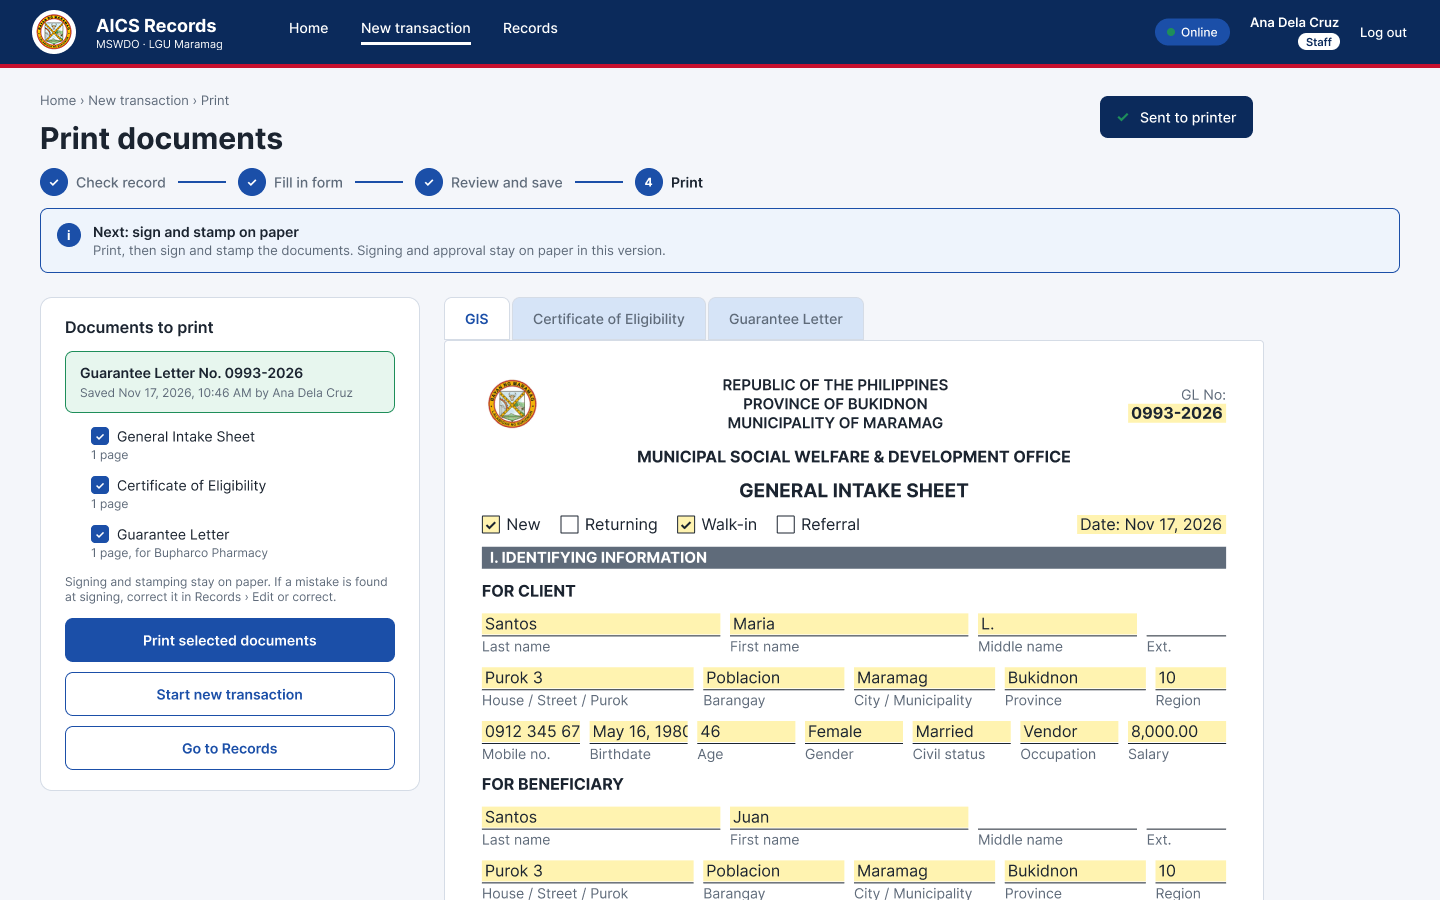 AICS Records
MSWDO · LGU Maramag
Home
New transaction
Records
Online
Ana Dela Cruz
Staff
Log out
Home › New transaction › Print
Print documents
Sent to printer
Check record
Fill in form
Review and save
4 Print
i
Next: sign and stamp on paper
Print, then sign and stamp the documents. Signing and approval stay on paper in this version.
Documents to print
Guarantee Letter No. 0993-2026
Saved Nov 17, 2026, 10:46 AM by Ana Dela Cruz
General Intake Sheet
1 page
Certificate of Eligibility
1 page
Guarantee Letter
1 page, for Bupharco Pharmacy
Signing and stamping stay on paper. If a mistake is found
at signing, correct it in Records › Edit or correct.
Print selected documents
Start new transaction
Go to Records
GIS
Certificate of Eligibility
Guarantee Letter
REPUBLIC OF THE PHILIPPINES
PROVINCE OF BUKIDNON
MUNICIPALITY OF MARAMAG
GL No:
0993-2026
MUNICIPAL SOCIAL WELFARE & DEVELOPMENT OFFICE
GENERAL INTAKE SHEET
New Returning Walk-in Referral Date: Nov 17, 2026
I. IDENTIFYING INFORMATION
FOR CLIENT
Santos Maria L.
Last name First name Middle name Ext.
Purok 3 Poblacion Maramag Bukidnon 10
House / Street / Purok Barangay City / Municipality Province Region
0912 345 67 May 16, 1980 46 Female Married Vendor 8,000.00
Mobile no. Birthdate Age Gender Civil status Occupation Salary
FOR BENEFICIARY
Santos Juan
Last name First name Middle name Ext.
Purok 3 Poblacion Maramag Bukidnon 10
House / Street / Purok Barangay City / Municipality Province Region